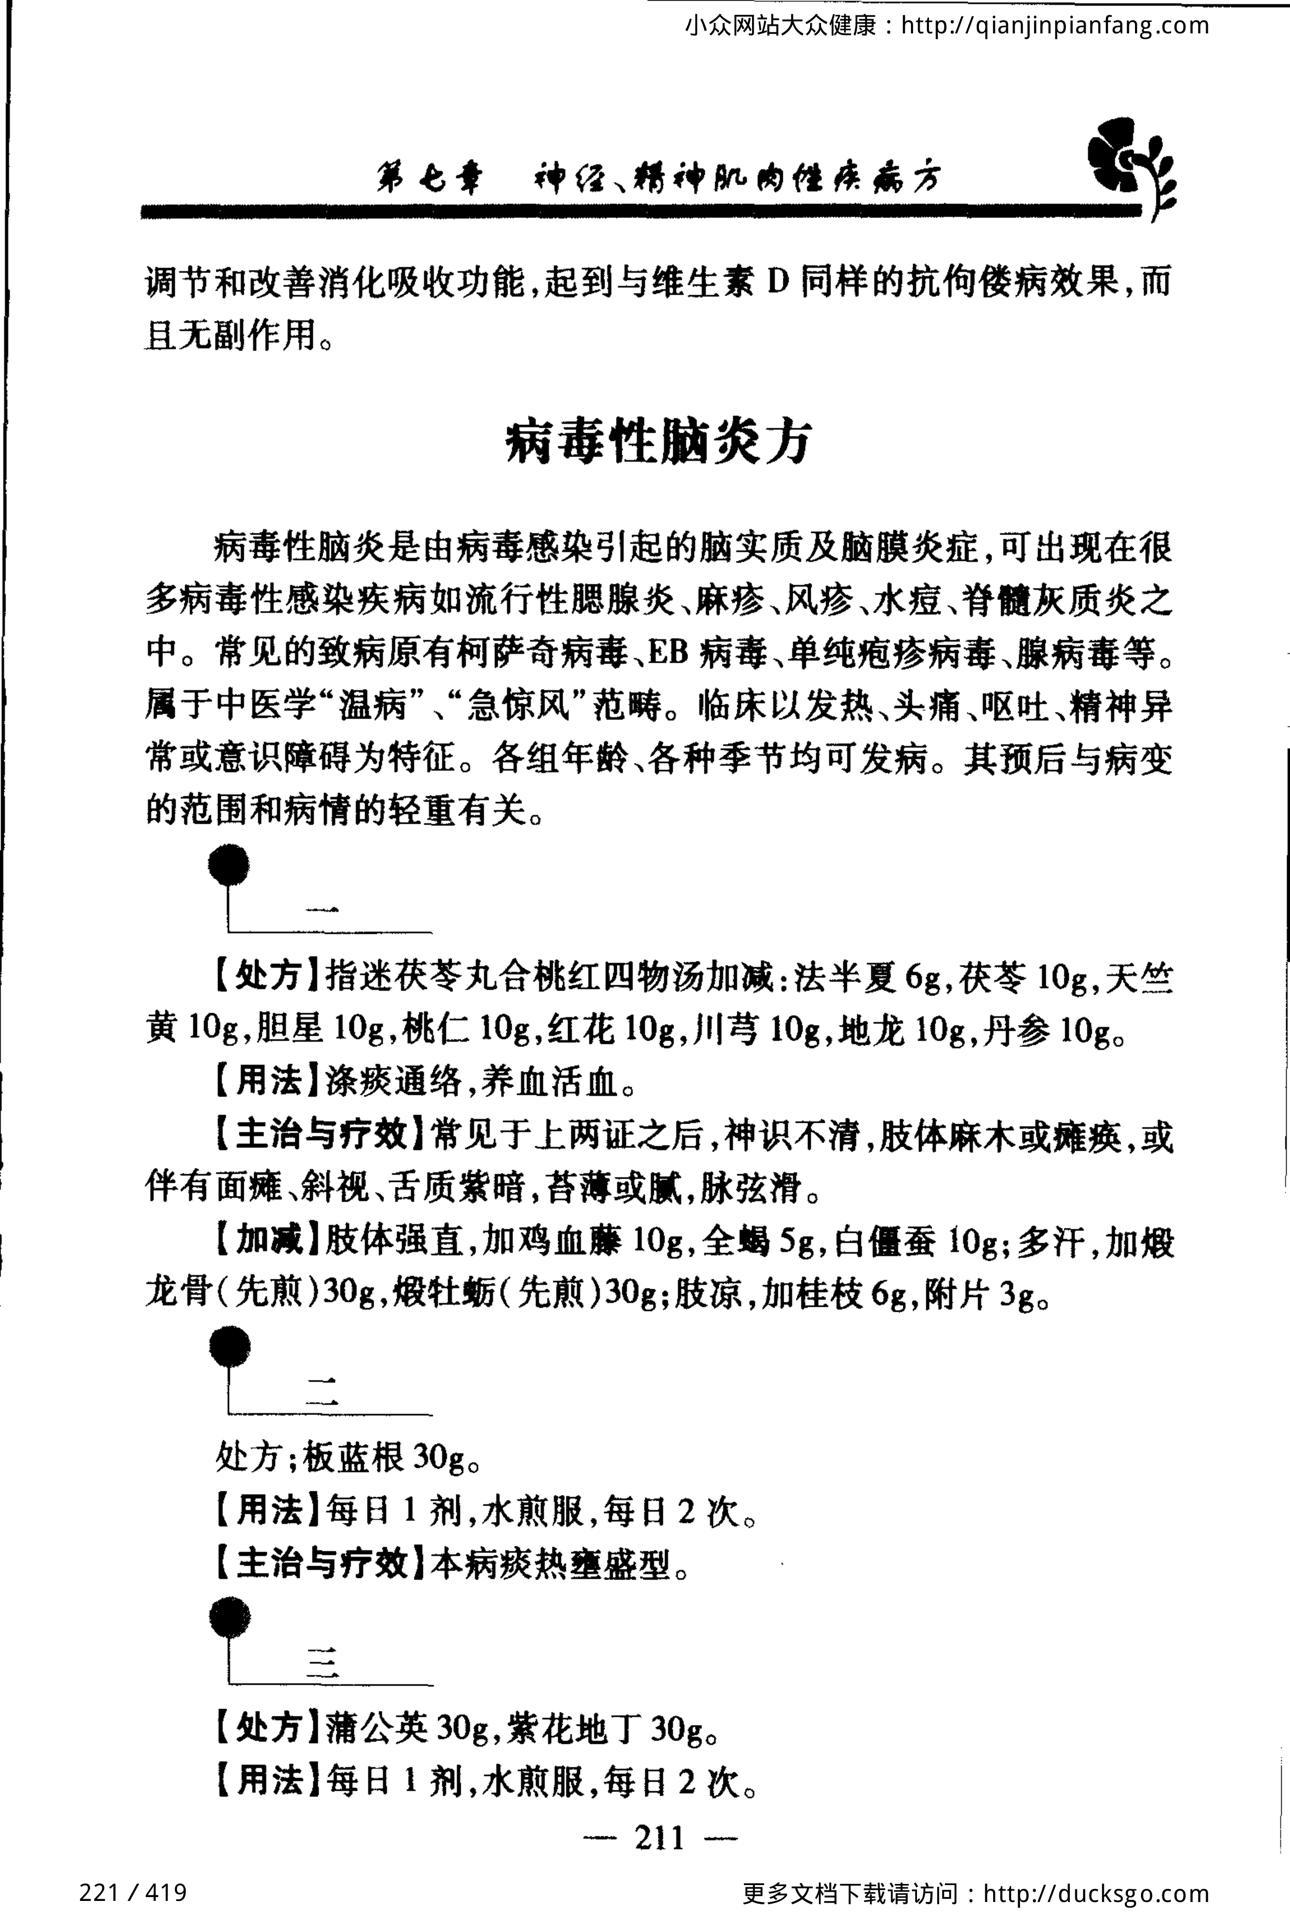 小众网站大众健康：http://qianjinpianfang.com
第七章　神经、精神肌肉性疾病方
调节和改善消化吸收功能,起到与维生素 D 同样的抗佝偻病效果,而
且无副作用。
病毒性脑炎方
病毒性脑炎是由病毒感染引起的脑实质及脑膜炎症,可出现在很
多病毒性感染疾病如流行性腮腺炎、麻疹、风疹、水痘、脊髓灰质炎之
中。常见的致病原有柯萨奇病毒、EB 病毒、单纯疱疹病毒、腺病毒等。
属于中医学“温病”、“急惊风”范畴。临床以发热、头痛、呕吐、精神异
常或意识障碍为特征。各组年龄、各种季节均可发病。其预后与病变
的范围和病情的轻重有关。
一
【处方】指迷茯苓丸合桃红四物汤加减:法半夏 6g,茯苓 10g,天竺
黄 10g,胆星 10g,桃仁 10g,红花 10g,川芎 10g,地龙 10g,丹参 10g。
【用法】涤痰通络,养血活血。
【主治与疗效】常见于上两证之后,神识不清,肢体麻木或瘫痪,或
伴有面瘫、斜视、舌质紫暗,苔薄或腻,脉弦滑。
【加减】肢体强直,加鸡血藤 10g,全蝎 5g,白僵蚕 10g;多汗,加煅
龙骨(先煎)30g,煅牡蛎(先煎)30g;肢凉,加桂枝 6g,附片 3g。
二
处方;板蓝根 30g。
【用法】每日 1 剂,水煎服,每日 2 次。
【主治与疗效】本病痰热壅盛型。
三
【处方】蒲公英 30g,紫花地丁 30g。
【用法】每日 1 剂,水煎服,每日 2 次。
— 211 —
221 / 419
更多文档下载请访问：http://ducksgo.com